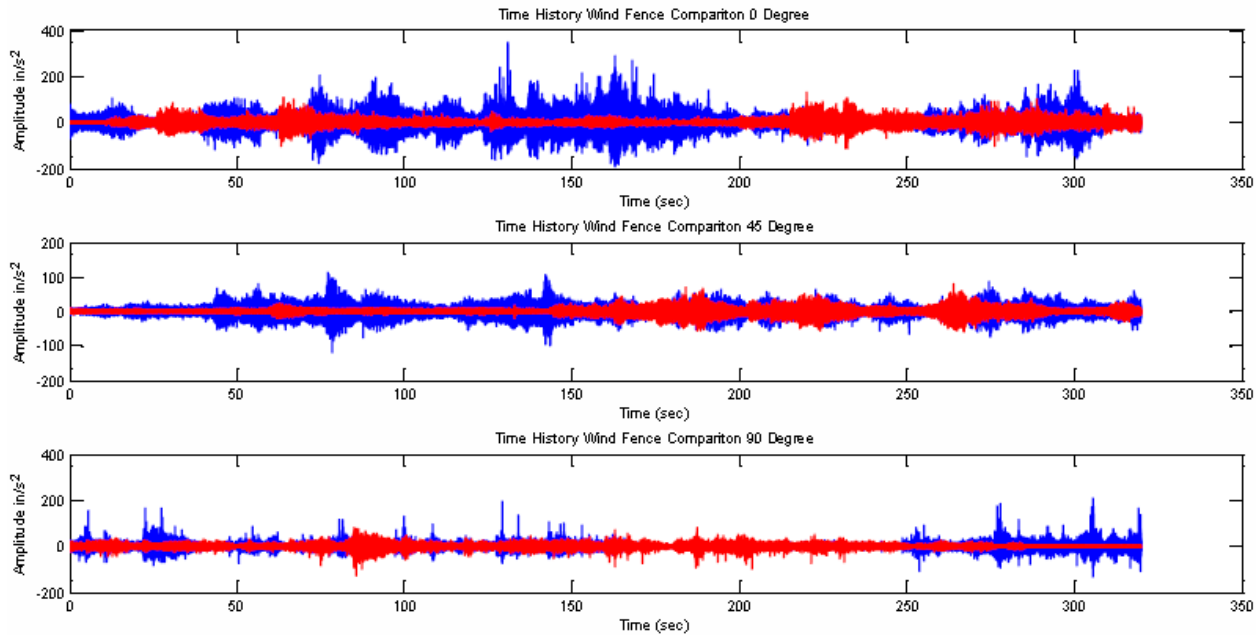 Time History Wind Fence Compariton 0 Degree
400
200
0
-200
Amplitude in/s²
0 50 100 150 200 250 300 350
Time (sec)
Time History Wind Fence Compariton 45 Degree
200
100
0
-100
-200
Amplitude in/s²
0 50 100 150 200 250 300 350
Time (sec)
Time History Wind Fence Compariton 90 Degree
400
200
0
-200
Amplitude in/s²
0 50 100 150 200 250 300 350
Time (sec)